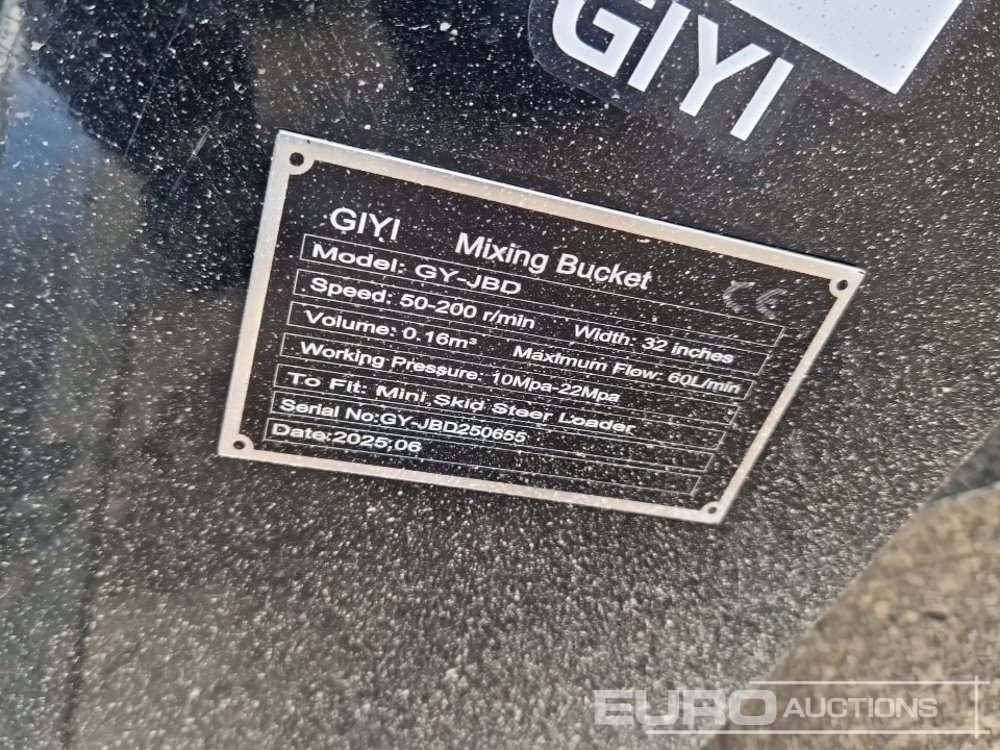 GIYI
GIYI Mixing Bucket
Model: GY-JBD
Speed: 50-200 r/min Width: 32 inches
Volume: 0.16m³ Maximum Flow: 60L/min
Working Pressure: 10Mpa-22Mpa
To Fit: Mini Skid Steer Loader
Serial No:GY-JBD250655
Date:2025,06
CE
EURO AUCTIONS